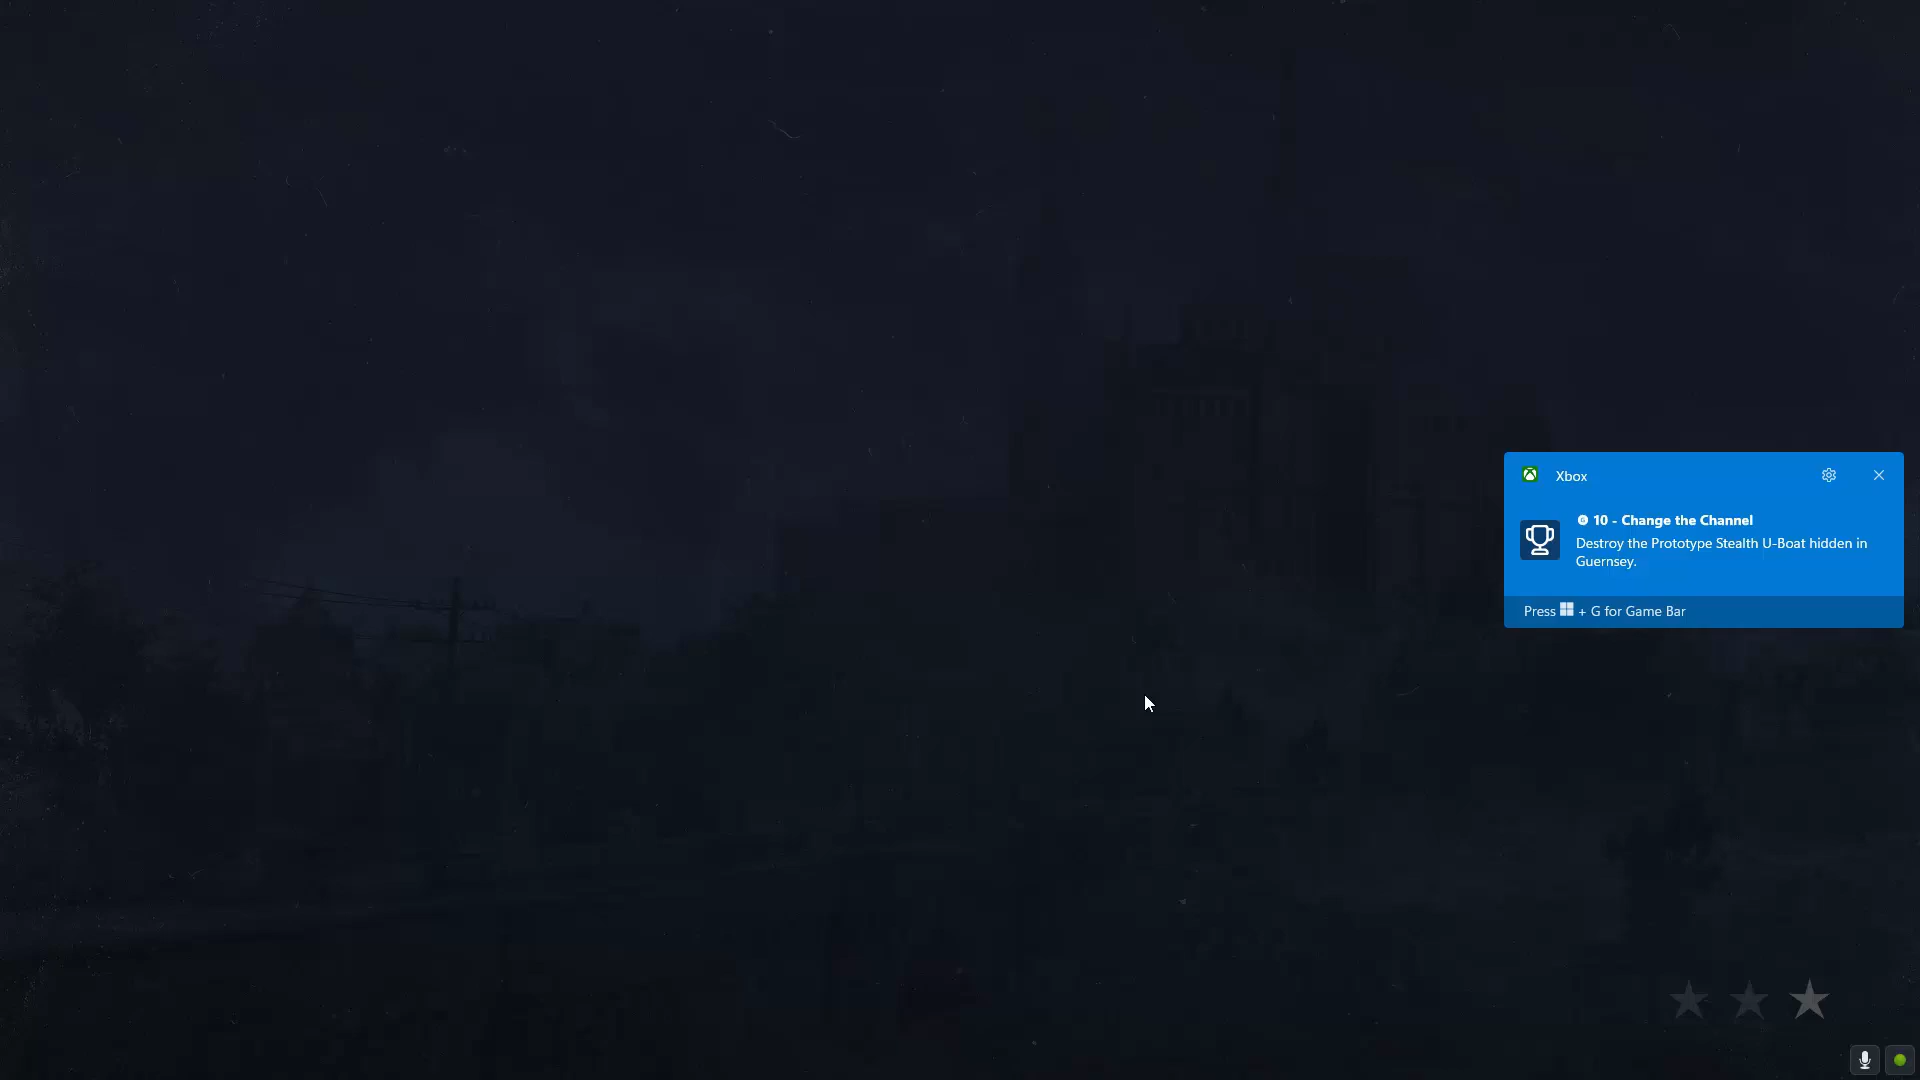 Xbox
10 - Change the Channel
Destroy the Prototype Stealth U-Boat hidden in
Guernsey.
Press + G for Game Bar